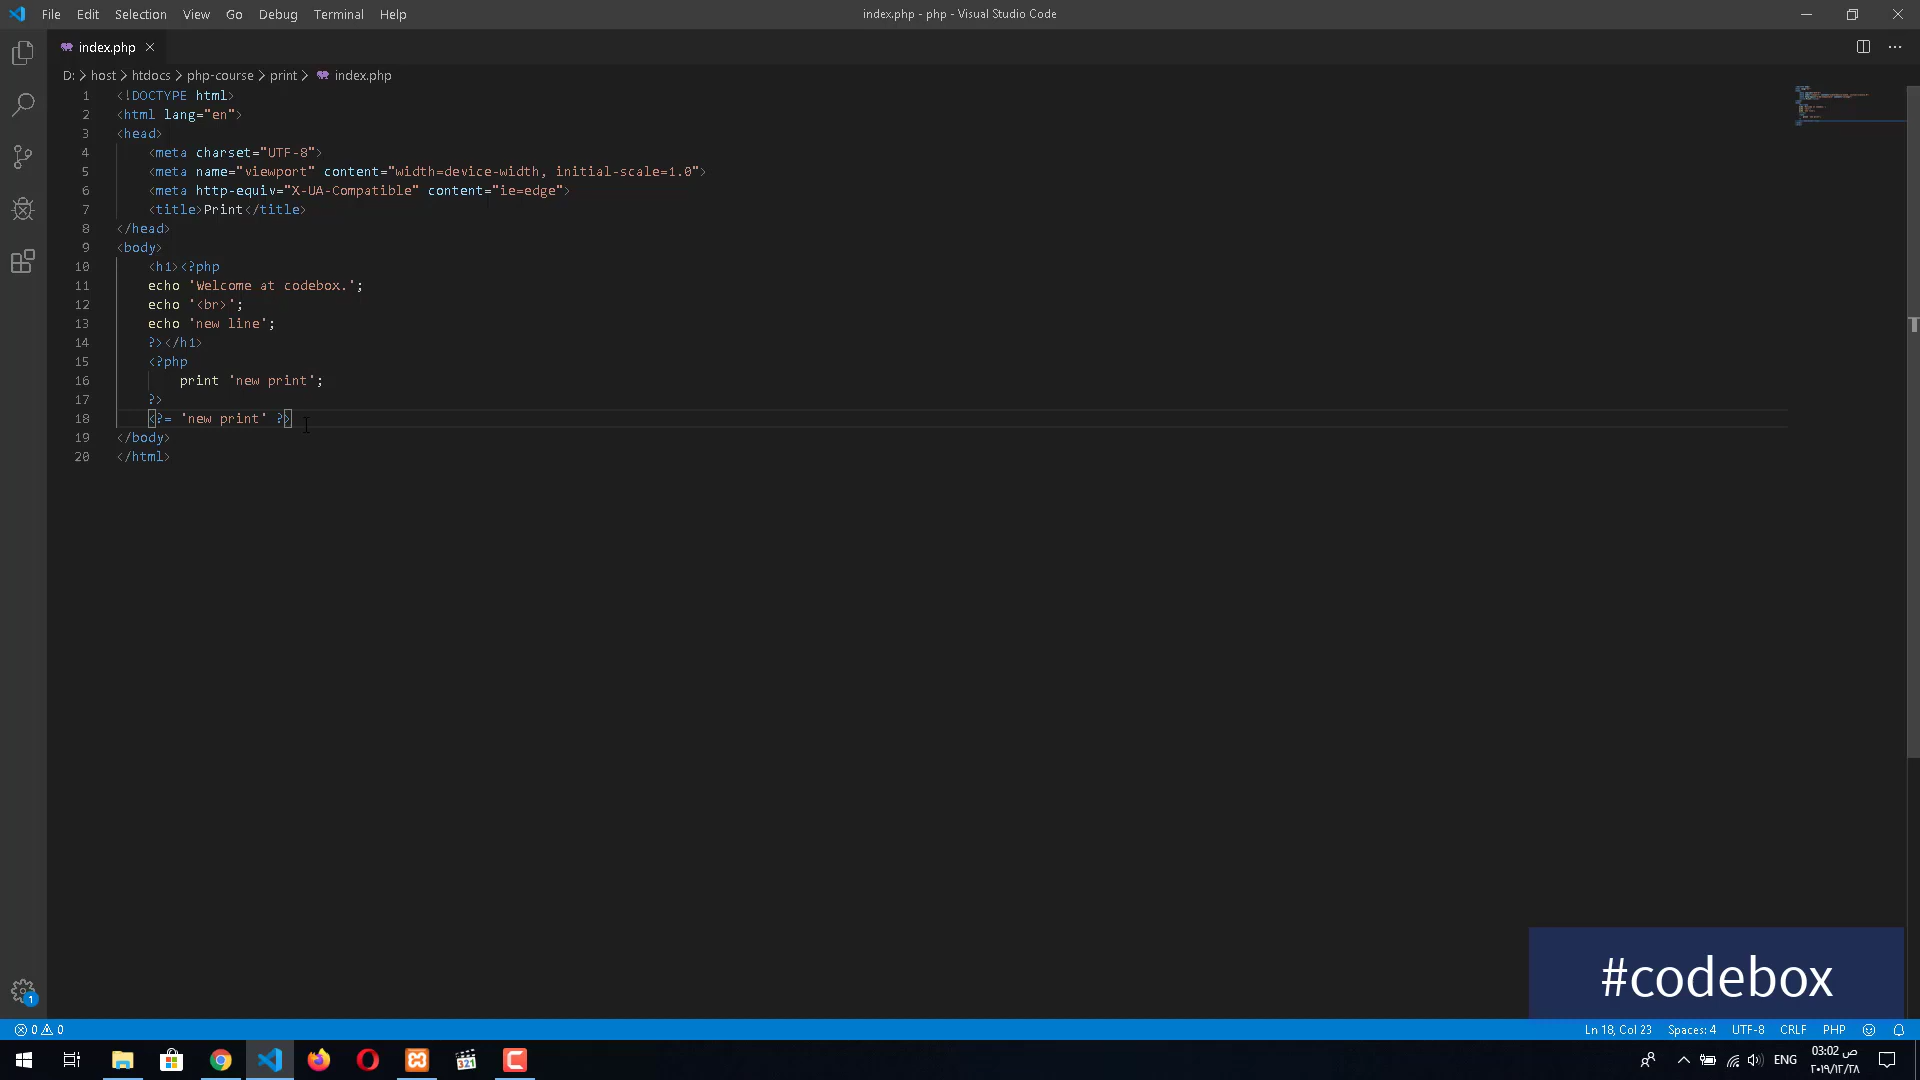 File Edit Selection View Go Debug Terminal Help
index.php - php - Visual Studio Code
index.php
D: > host > htdocs > php-course > print > index.php
1 <!DOCTYPE html>
2 <html lang="en">
3 <head>
4 <meta charset="UTF-8">
5 <meta name="viewport" content="width=device-width, initial-scale=1.0">
6 <meta http-equiv="X-UA-Compatible" content="ie=edge">
7 <title>Print</title>
8 </head>
9 <body>
10 <h1><?php
11 echo 'Welcome at codebox.';
12 echo '<br>';
13 echo 'new line';
14 ?></h1>
15 <?php
16 print 'new print';
17 ?>
18 <?= 'new print' ?>
19 </body>
20 </html>
#codebox
1
0 0
Ln 18, Col 23 Spaces: 4 UTF-8 CRLF PHP
321
ENG
03:02 ص
٢٠١٩/١٢/٢٨